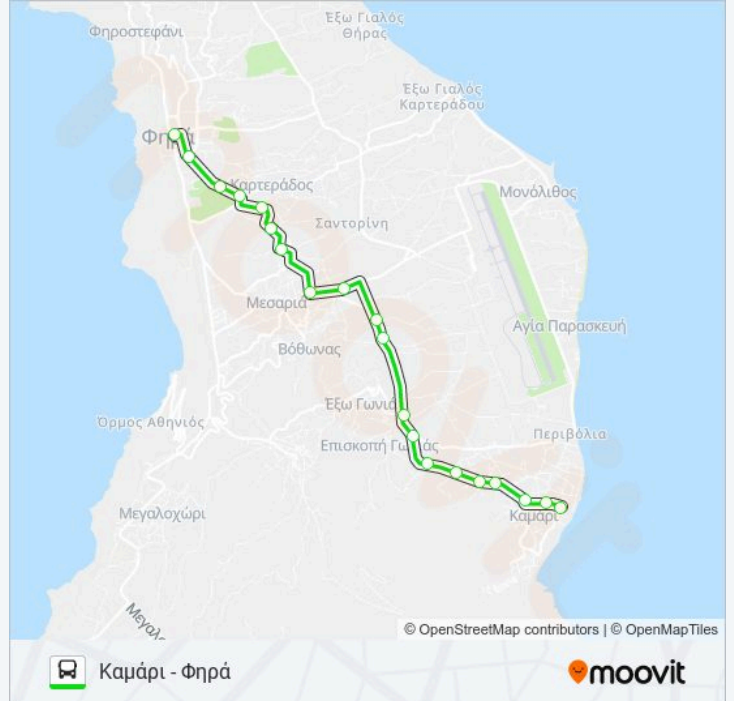 Έξω Γιαλός
Θήρας
Φηροστεφάνι
Έξω Γιαλός
Καρτεράδου
Φηρά
Καρτεράδος
Μονόλιθος
Σαντορίνη
Μεσαριά
Αγία Παρασκευή
Βόθωνας
Έξω Γωνιά
Όρμος Αθηνιός
Περιβόλια
Επισκοπή Γωνιάς
Μεγαλοχώρι
Καμάρι
© OpenStreetMap contributors | © OpenMapTiles
Καμάρι - Φηρά
moovit